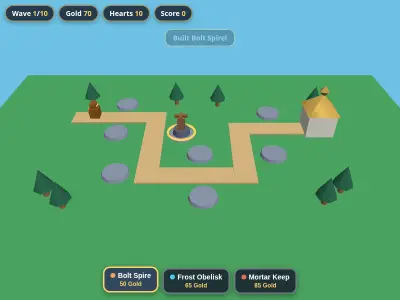 Wave 1/10
Gold 70
Hearts 10
Score 0
Built Bolt Spire!
Bolt Spire
50 Gold
Frost Obelisk
65 Gold
Mortar Keep
85 Gold